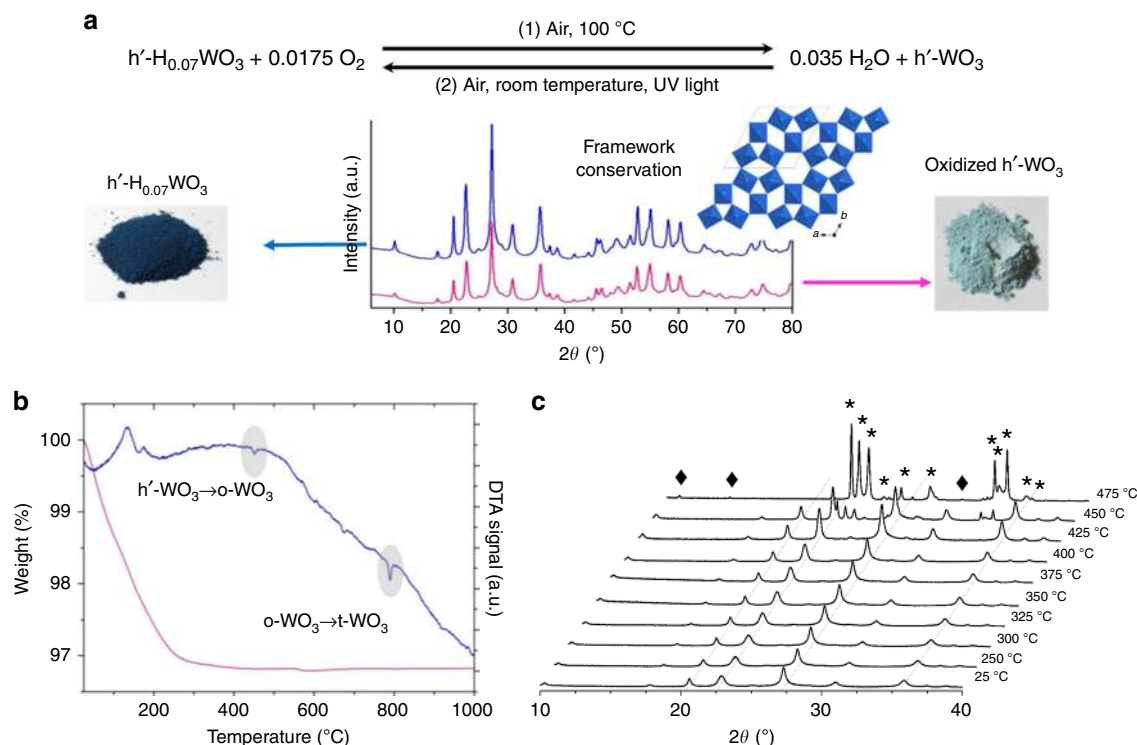 a
(1) Air, 100 °C
h′-H₀.₀₇WO₃ + 0.0175 O₂
0.035 H₂O + h′-WO₃
(2) Air, room temperature, UV light
Framework
conservation
h′-H₀.₀₇WO₃
Oxidized h′-WO₃
b
a
Intensity (a.u.)
10 20 30 40 50 60 70 80
2θ (°)
b
100
99
98
97
Weight (%)
h′-WO₃→o-WO₃
o-WO₃→t-WO₃
DTA signal (a.u.)
200 400 600 800 1000
Temperature (°C)
c
* * * * * * * * * * *
♦ ♦ ♦
475 °C
450 °C
425 °C
400 °C
375 °C
350 °C
325 °C
300 °C
250 °C
25 °C
10 20 30 40
2θ (°)